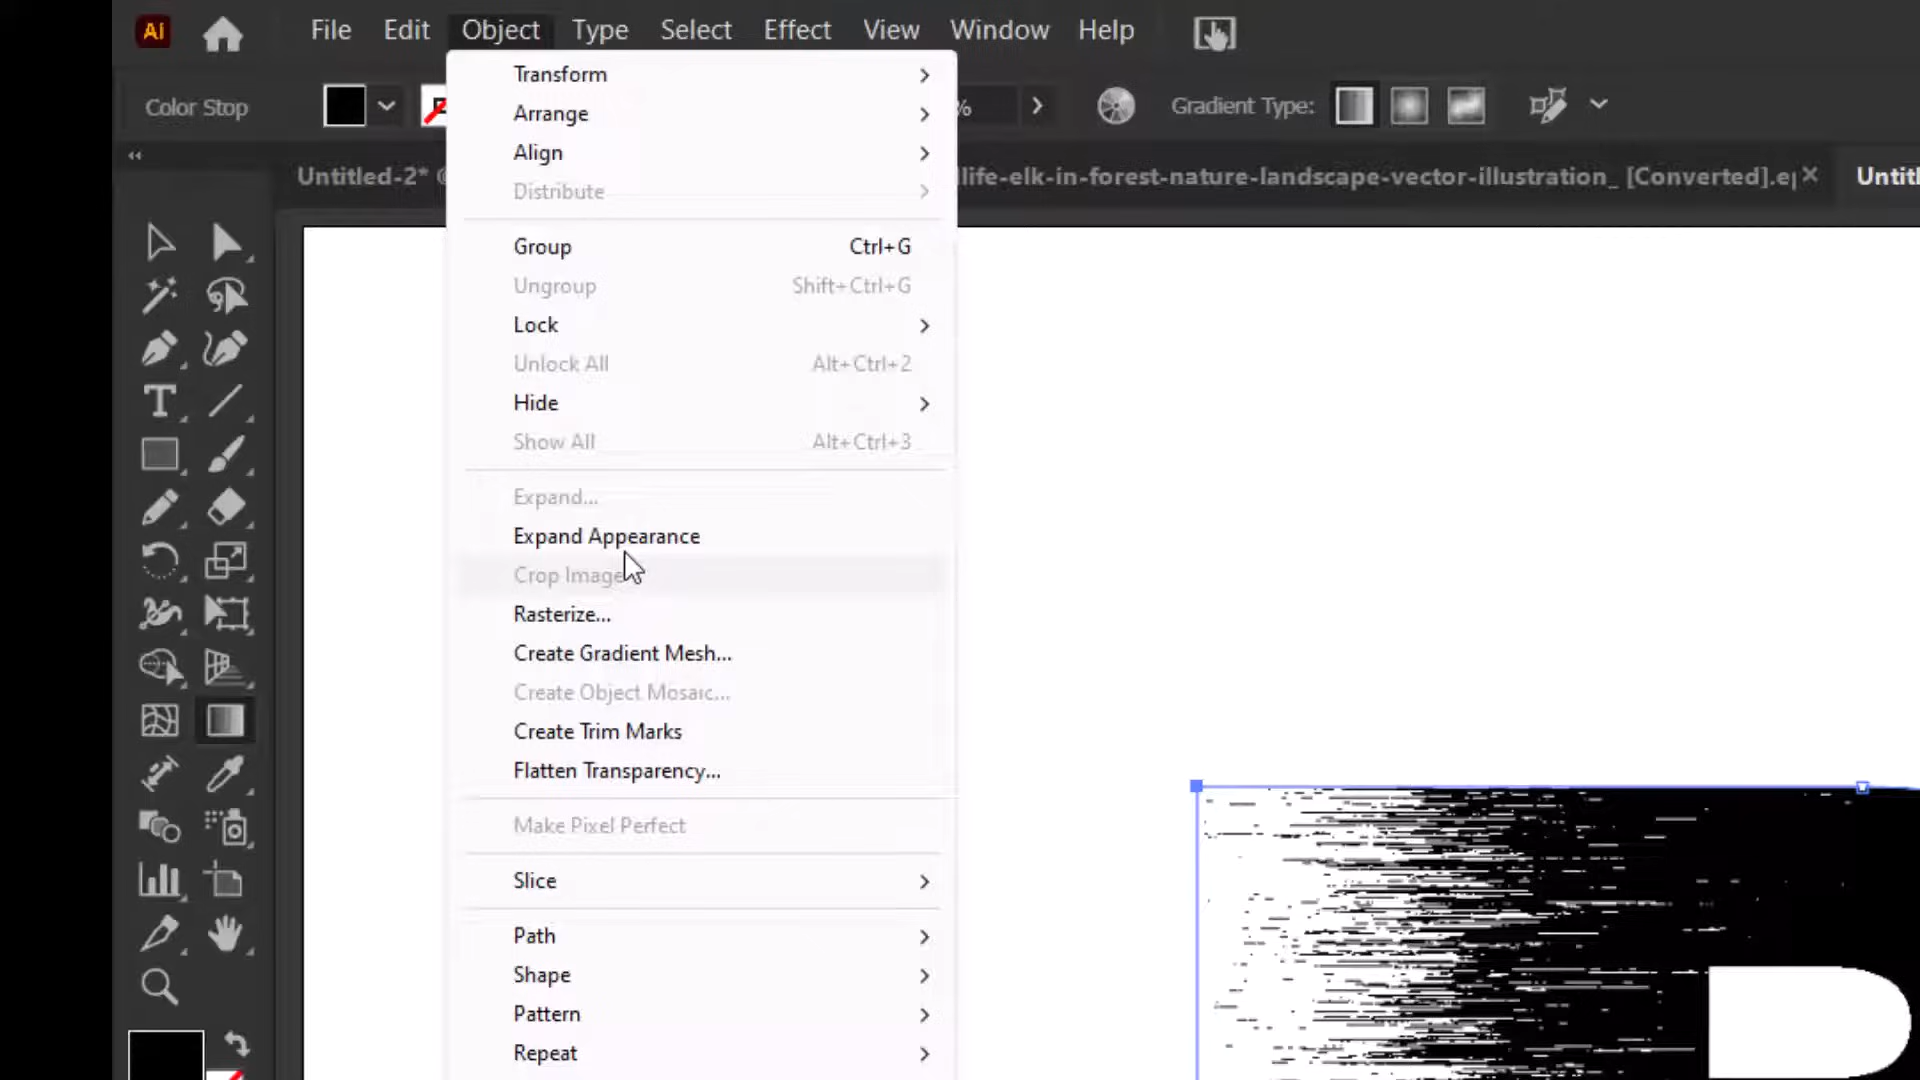 Ai File Edit Object Type Select Effect View Window Help
Color Stop % Gradient Type:
Untitled-2* life-elk-in-forest-nature-landscape-vector-illustration_ [Converted].ep Untitl
Transform
Arrange
Align
Distribute
Group Ctrl+G
Ungroup Shift+Ctrl+G
Lock
Unlock All Alt+Ctrl+2
Hide
Show All Alt+Ctrl+3
Expand...
Expand Appearance
Crop Image
Rasterize...
Create Gradient Mesh...
Create Object Mosaic...
Create Trim Marks
Flatten Transparency...
Make Pixel Perfect
Slice
Path
Shape
Pattern
Repeat